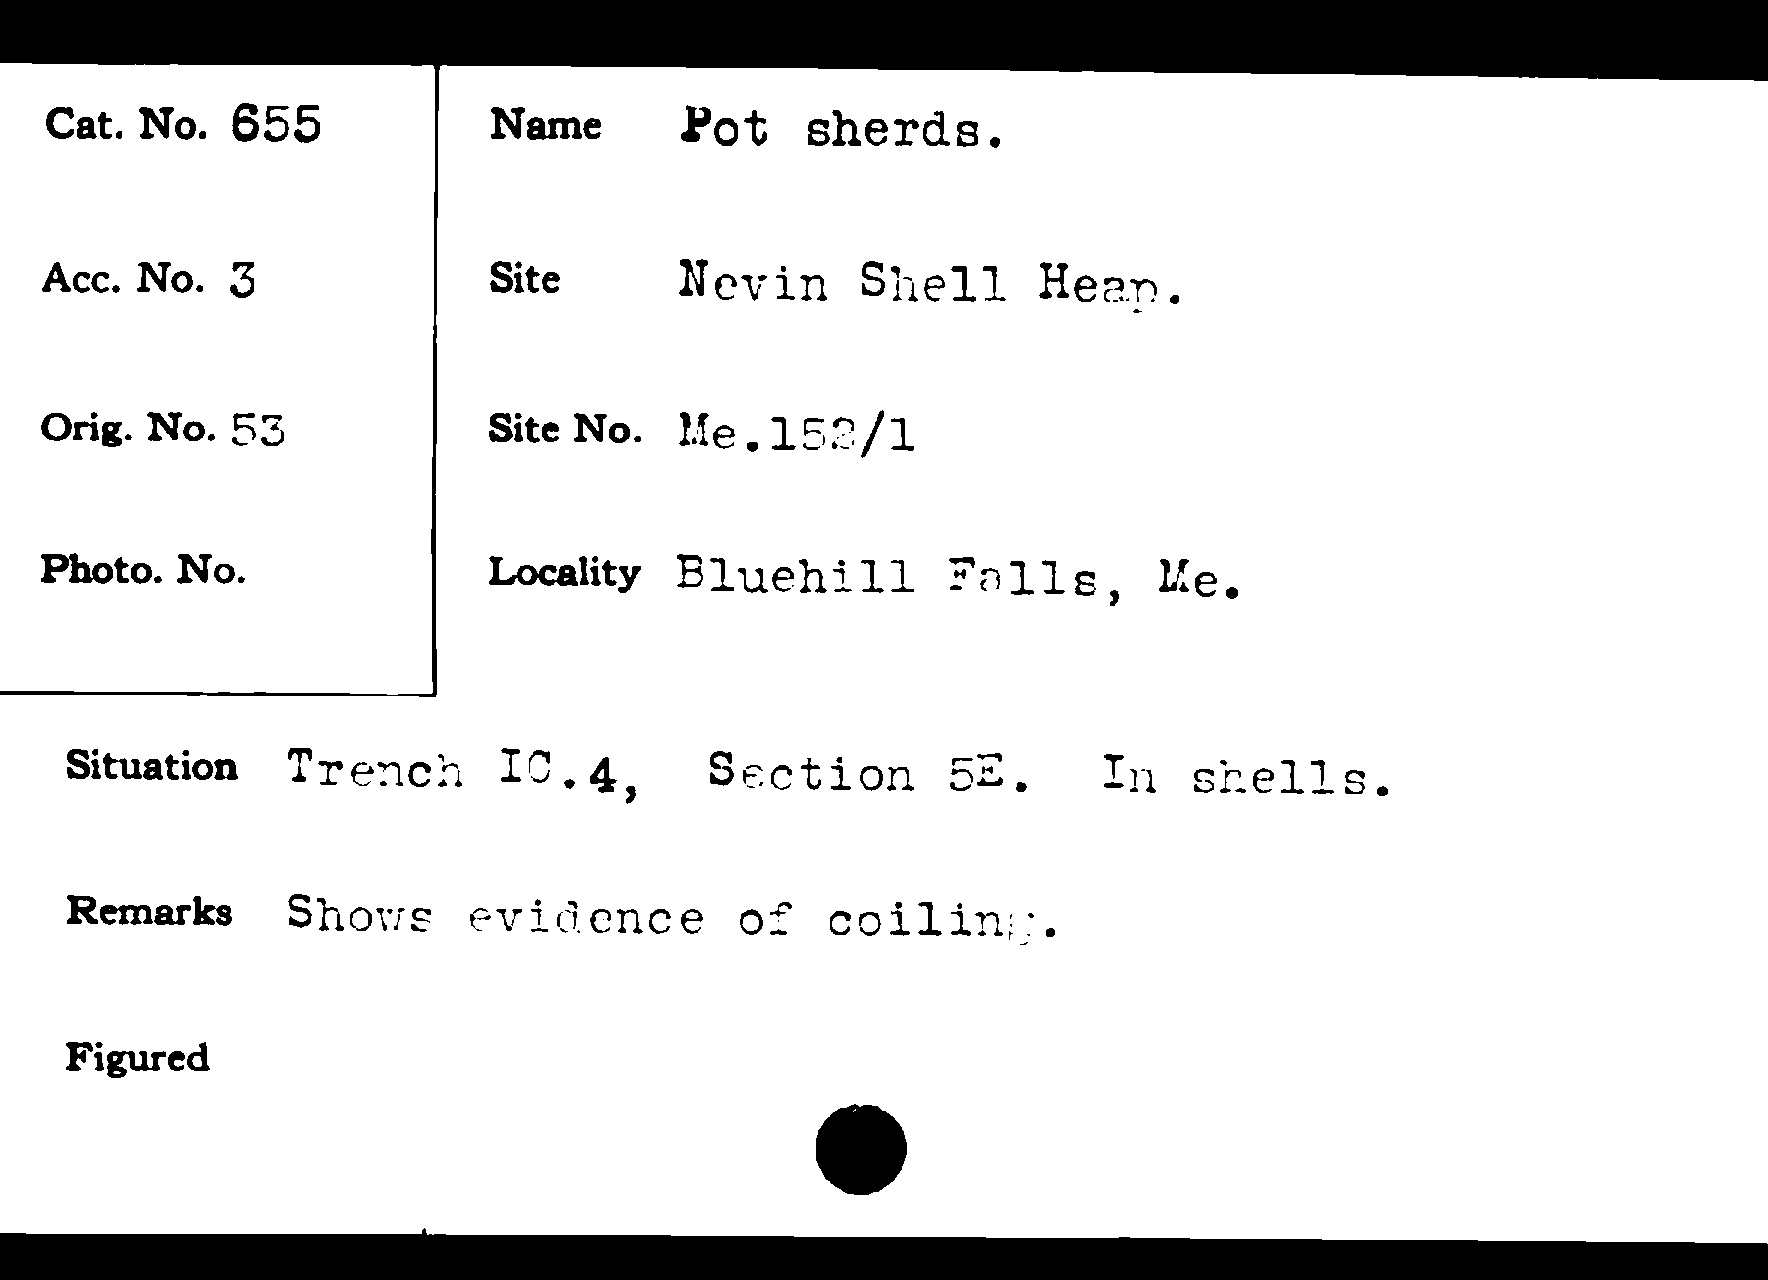 Cat. No. 655
Name Pot sherds.
Acc. No. 3
Site Nevin Shell Heap.
Orig. No. 53
Site No. Me.152/1
Photo. No.
Locality Bluehill Falls, Me.
Situation Trench IC.4, Section 5E. In shells.
Remarks Shows evidence of coiling.
Figured